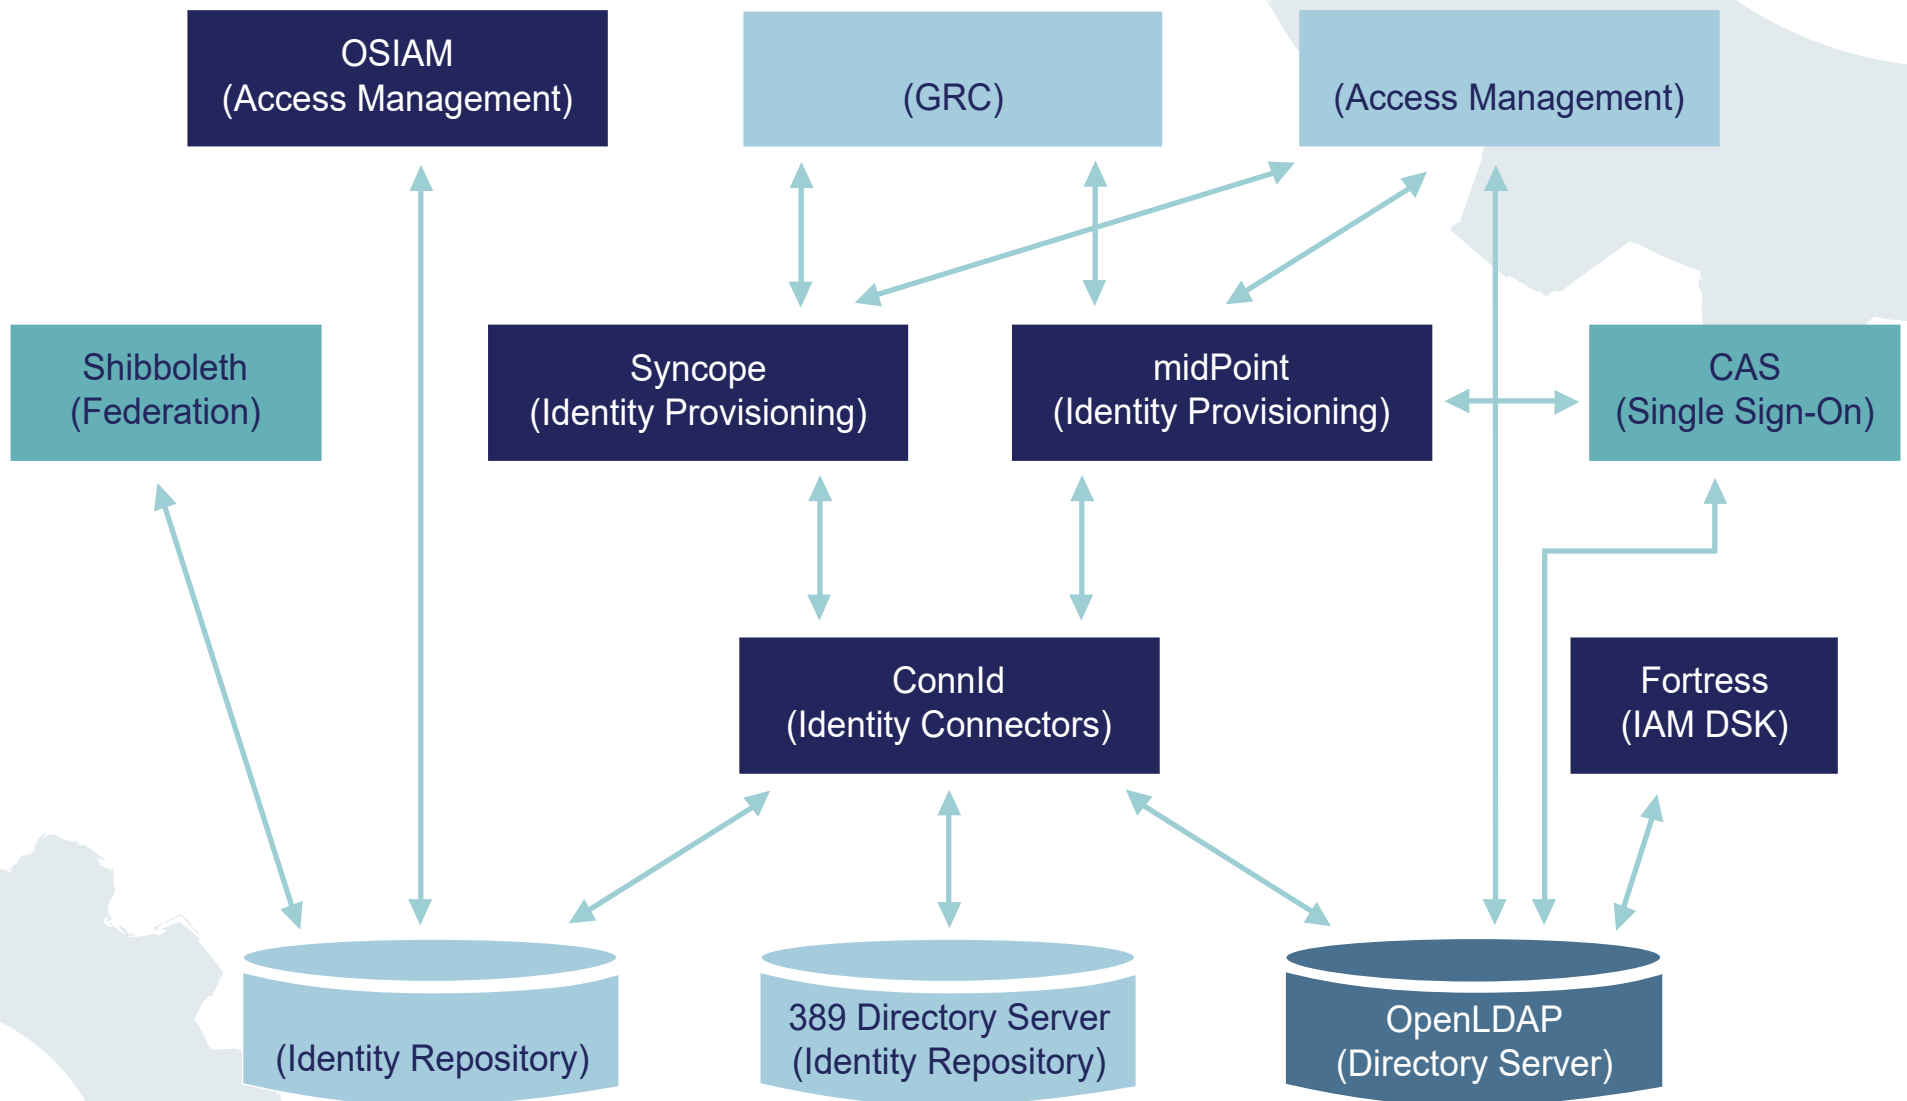 OSIAM
(Access Management)
(GRC)
(Access Management)
Shibboleth
(Federation)
Syncope
(Identity Provisioning)
midPoint
(Identity Provisioning)
CAS
(Single Sign-On)
ConnId
(Identity Connectors)
Fortress
(IAM DSK)
(Identity Repository)
389 Directory Server
(Identity Repository)
OpenLDAP
(Directory Server)